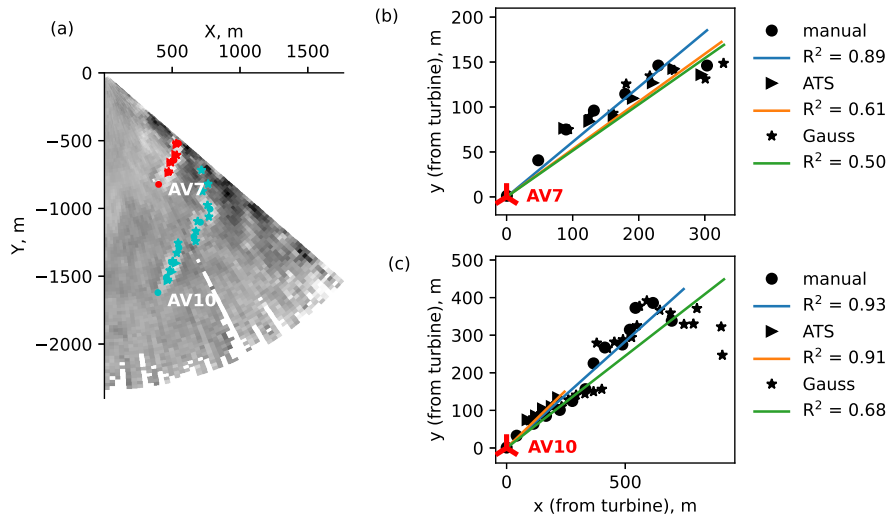 (a)
X, m
500 1000 1500
0
−500
−1000
−1500
−2000
Y, m
AV7
AV10
(b)
200
150
100
50
0
y (from turbine), m
AV7
0 100 200 300
manual
R² = 0.89
ATS
R² = 0.61
Gauss
R² = 0.50
(c)
500
400
300
200
100
0
y (from turbine), m
AV10
0 500
x (from turbine), m
manual
R² = 0.93
ATS
R² = 0.91
Gauss
R² = 0.68